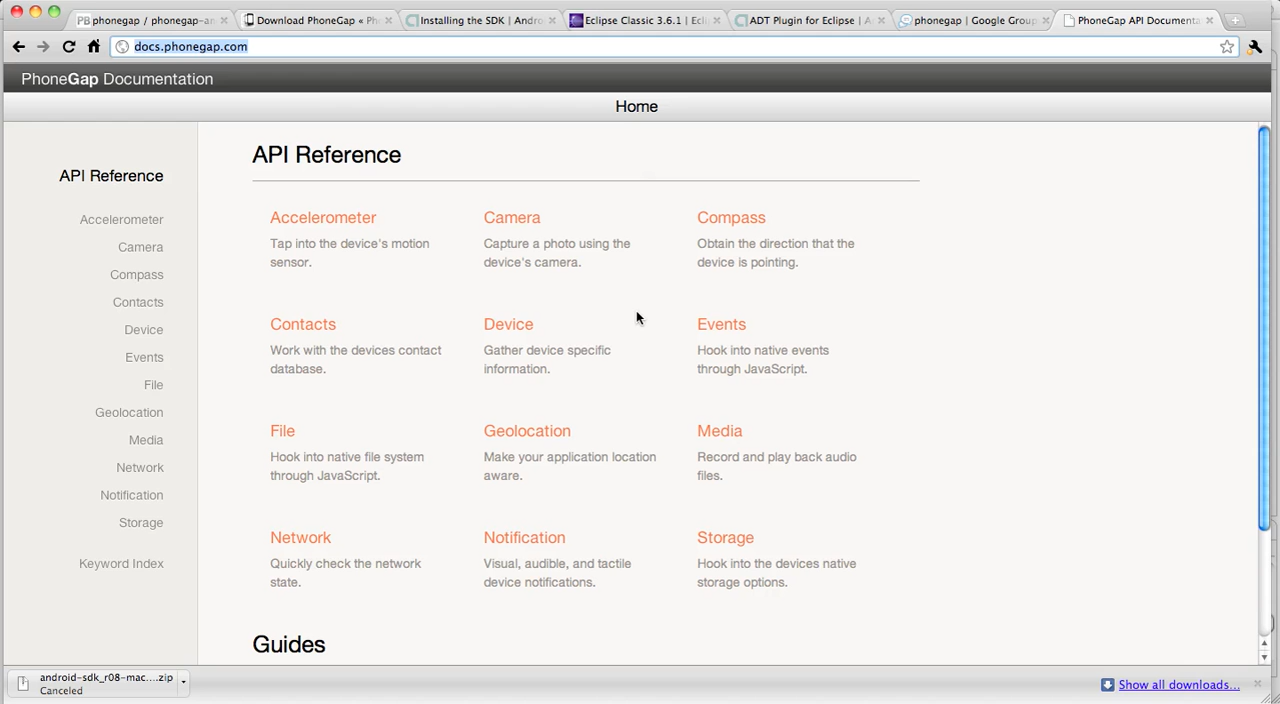 phonegap / phonegap-an
Download PhoneGap « Pho
Installing the SDK | Androi
Eclipse Classic 3.6.1 | Ecli
ADT Plugin for Eclipse | A
phonegap | Google Group
PhoneGap API Documenta
docs.phonegap.com
PhoneGap Documentation
Home
API Reference
Accelerometer
Camera
Compass
Contacts
Device
Events
File
Geolocation
Media
Network
Notification
Storage
Keyword Index
API Reference
Accelerometer
Tap into the device's motion
sensor.
Camera
Capture a photo using the
device's camera.
Compass
Obtain the direction that the
device is pointing.
Contacts
Work with the devices contact
database.
Device
Gather device specific
information.
Events
Hook into native events
through JavaScript.
File
Hook into native file system
through JavaScript.
Geolocation
Make your application location
aware.
Media
Record and play back audio
files.
Network
Quickly check the network
state.
Notification
Visual, audible, and tactile
device notifications.
Storage
Hook into the devices native
storage options.
Guides
android-sdk_r08-mac....zip
Canceled
Show all downloads...